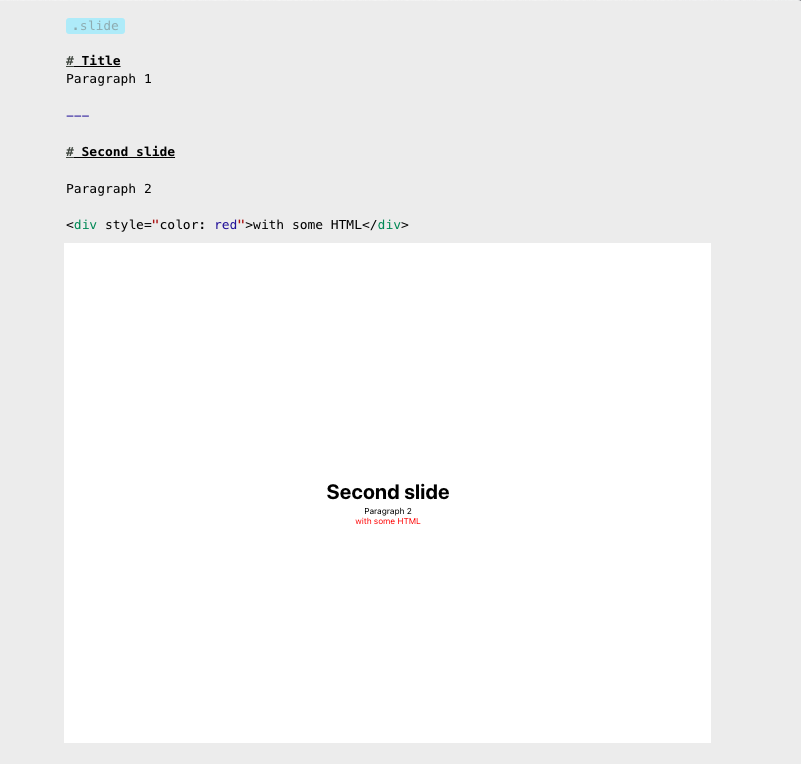 .slide
# Title
Paragraph 1
---
# Second slide
Paragraph 2
<div style="color: red">with some HTML</div>
Second slide
Paragraph 2
with some HTML